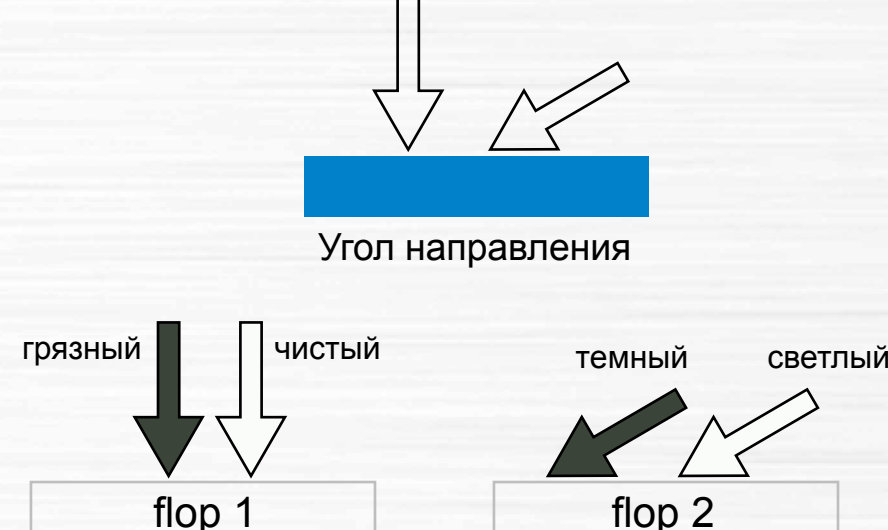 Угол направления
грязный
чистый
темный
светлый
flop 1
flop 2